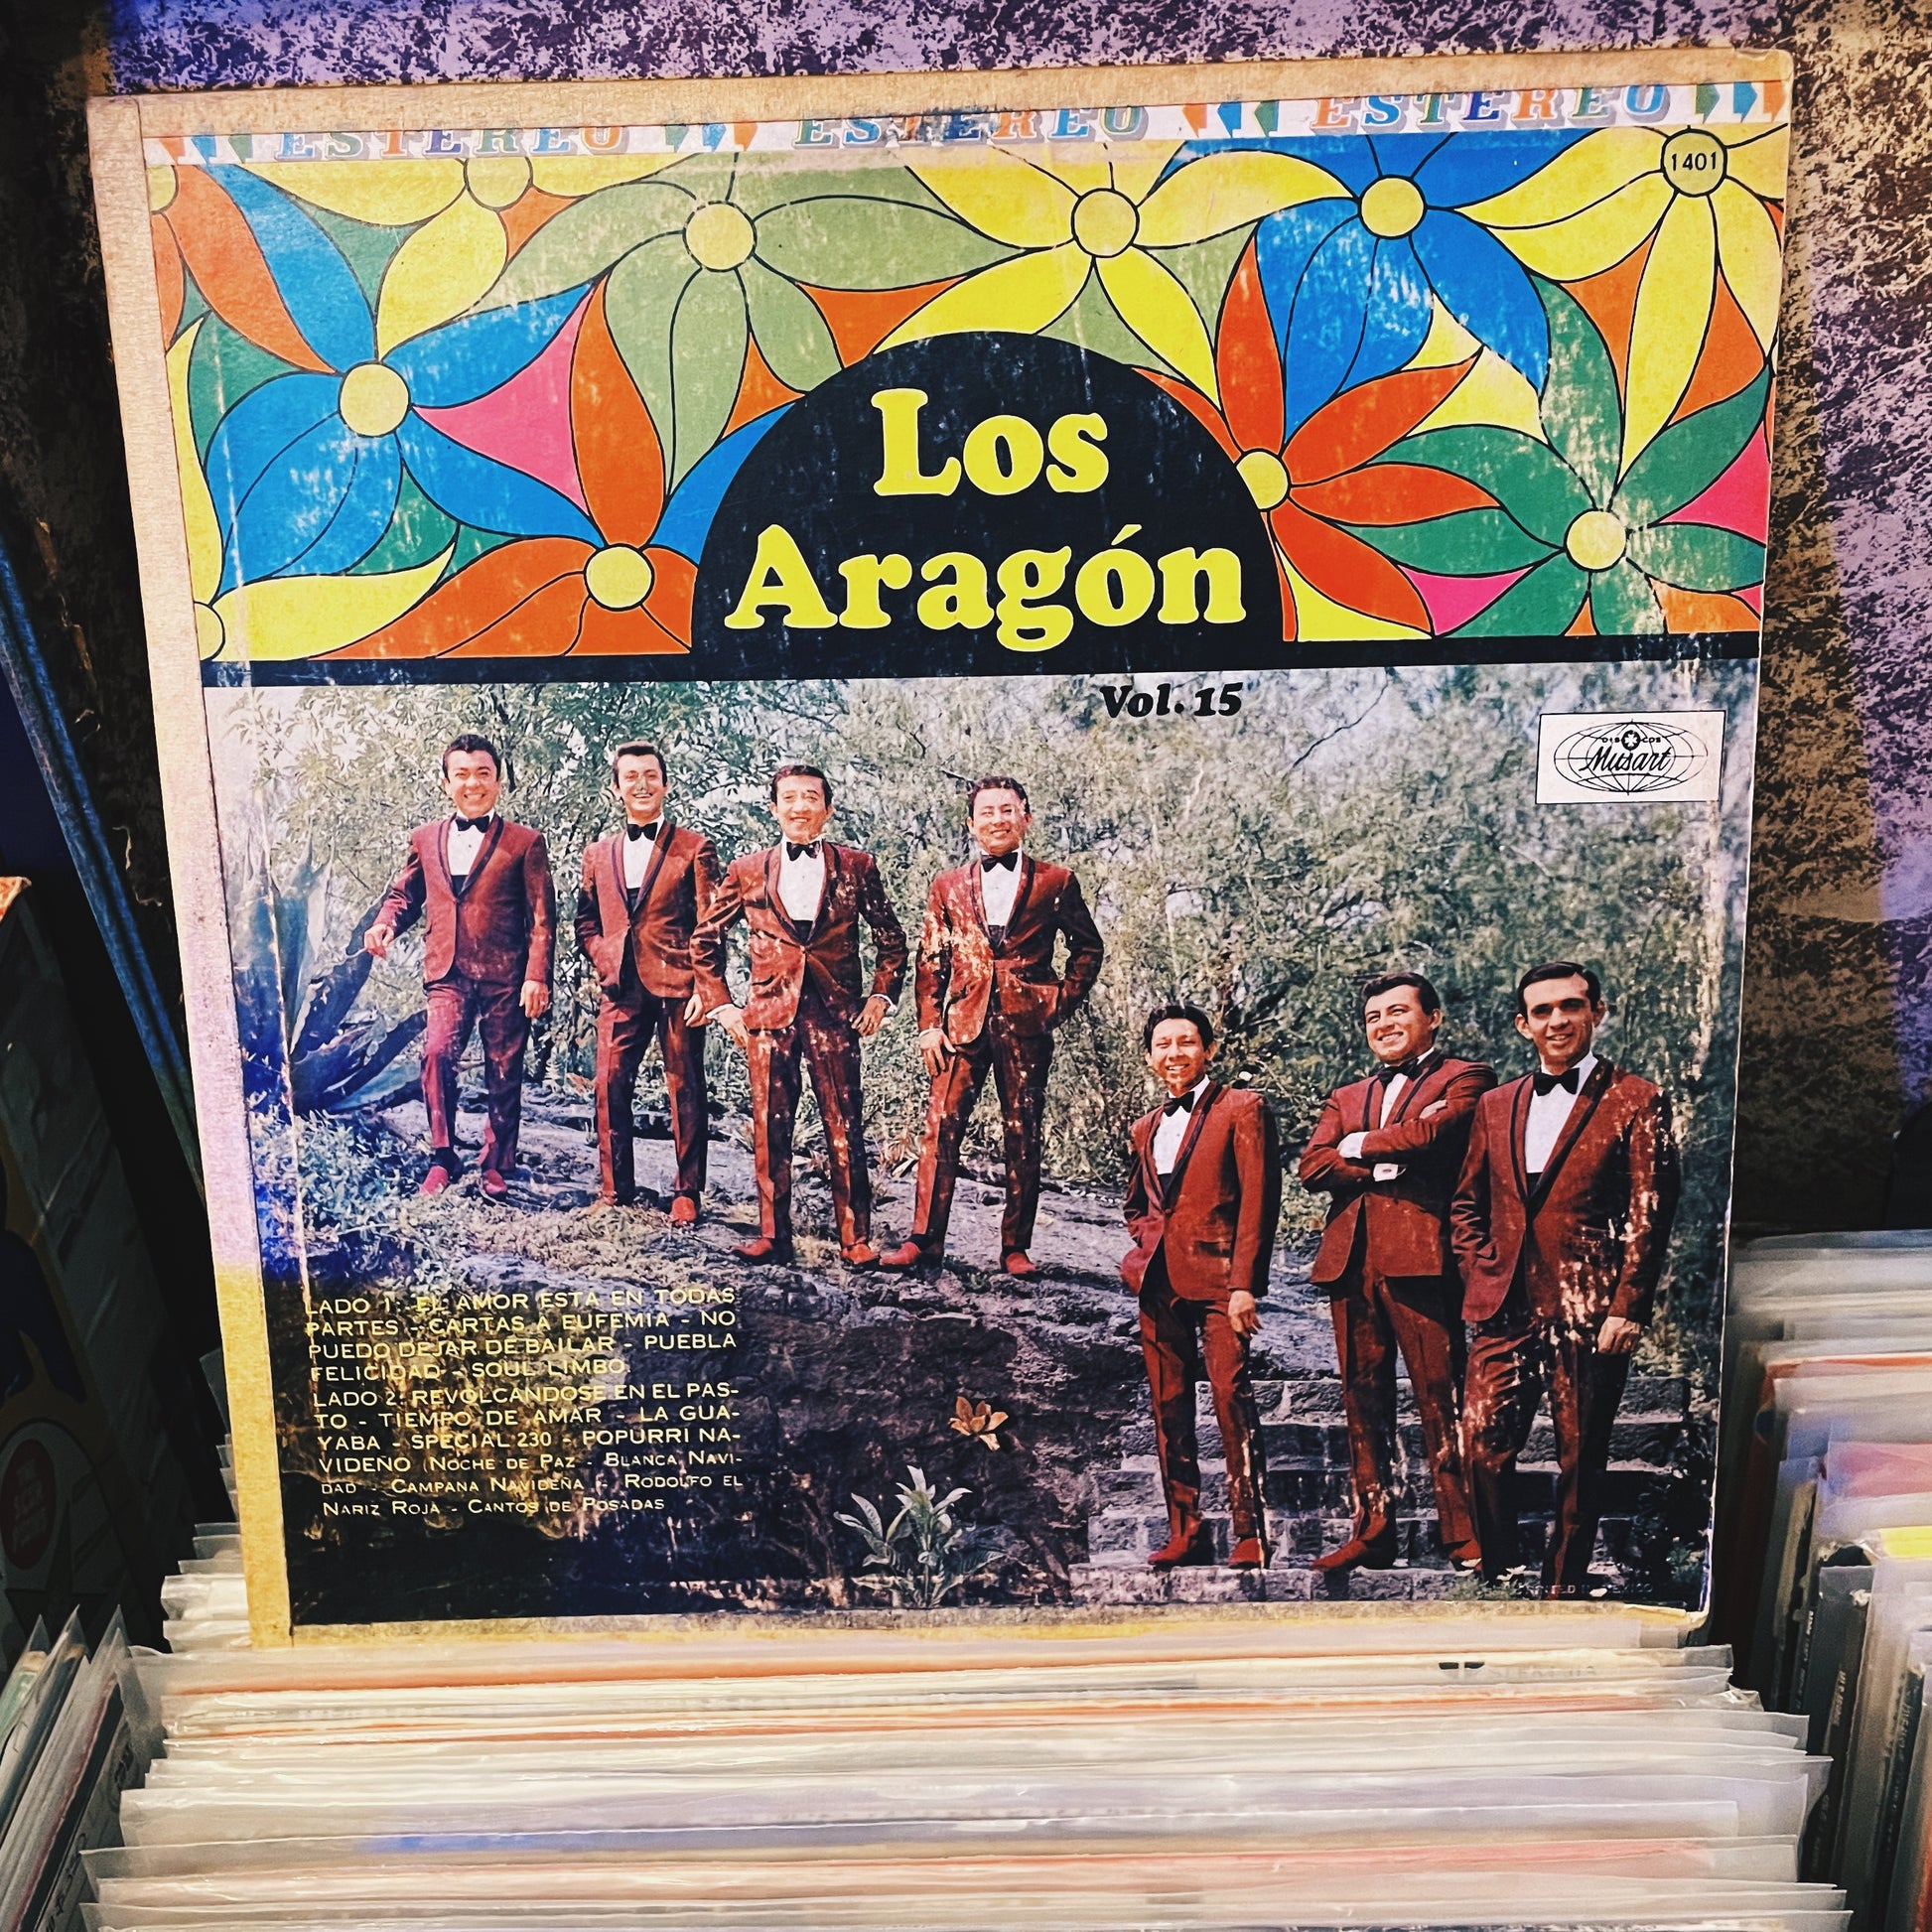 ESTEREO ESTEREO ESTEREO
1401
Los
Aragón
Vol. 15
DISCOS
Musart
LADO 1: EL AMOR ESTA EN TODAS
PARTES - CARTAS A EUFEMIA - NO
PUEDO DEJAR DE BAILAR - PUEBLA
FELICIDAD - SOUL LIMBO
LADO 2: REVOLCANDOSE EN EL PAS-
TO - TIEMPO DE AMAR - LA GUA-
YABA - SPECIAL 230 - POPURRI NA-
VIDEÑO (NOCHE DE PAZ - BLANCA NAVI-
DAD - CAMPANA NAVIDEÑA - RODOLFO EL
NARIZ ROJA - CANTOS DE POSADAS
PRINTED IN MEXICO